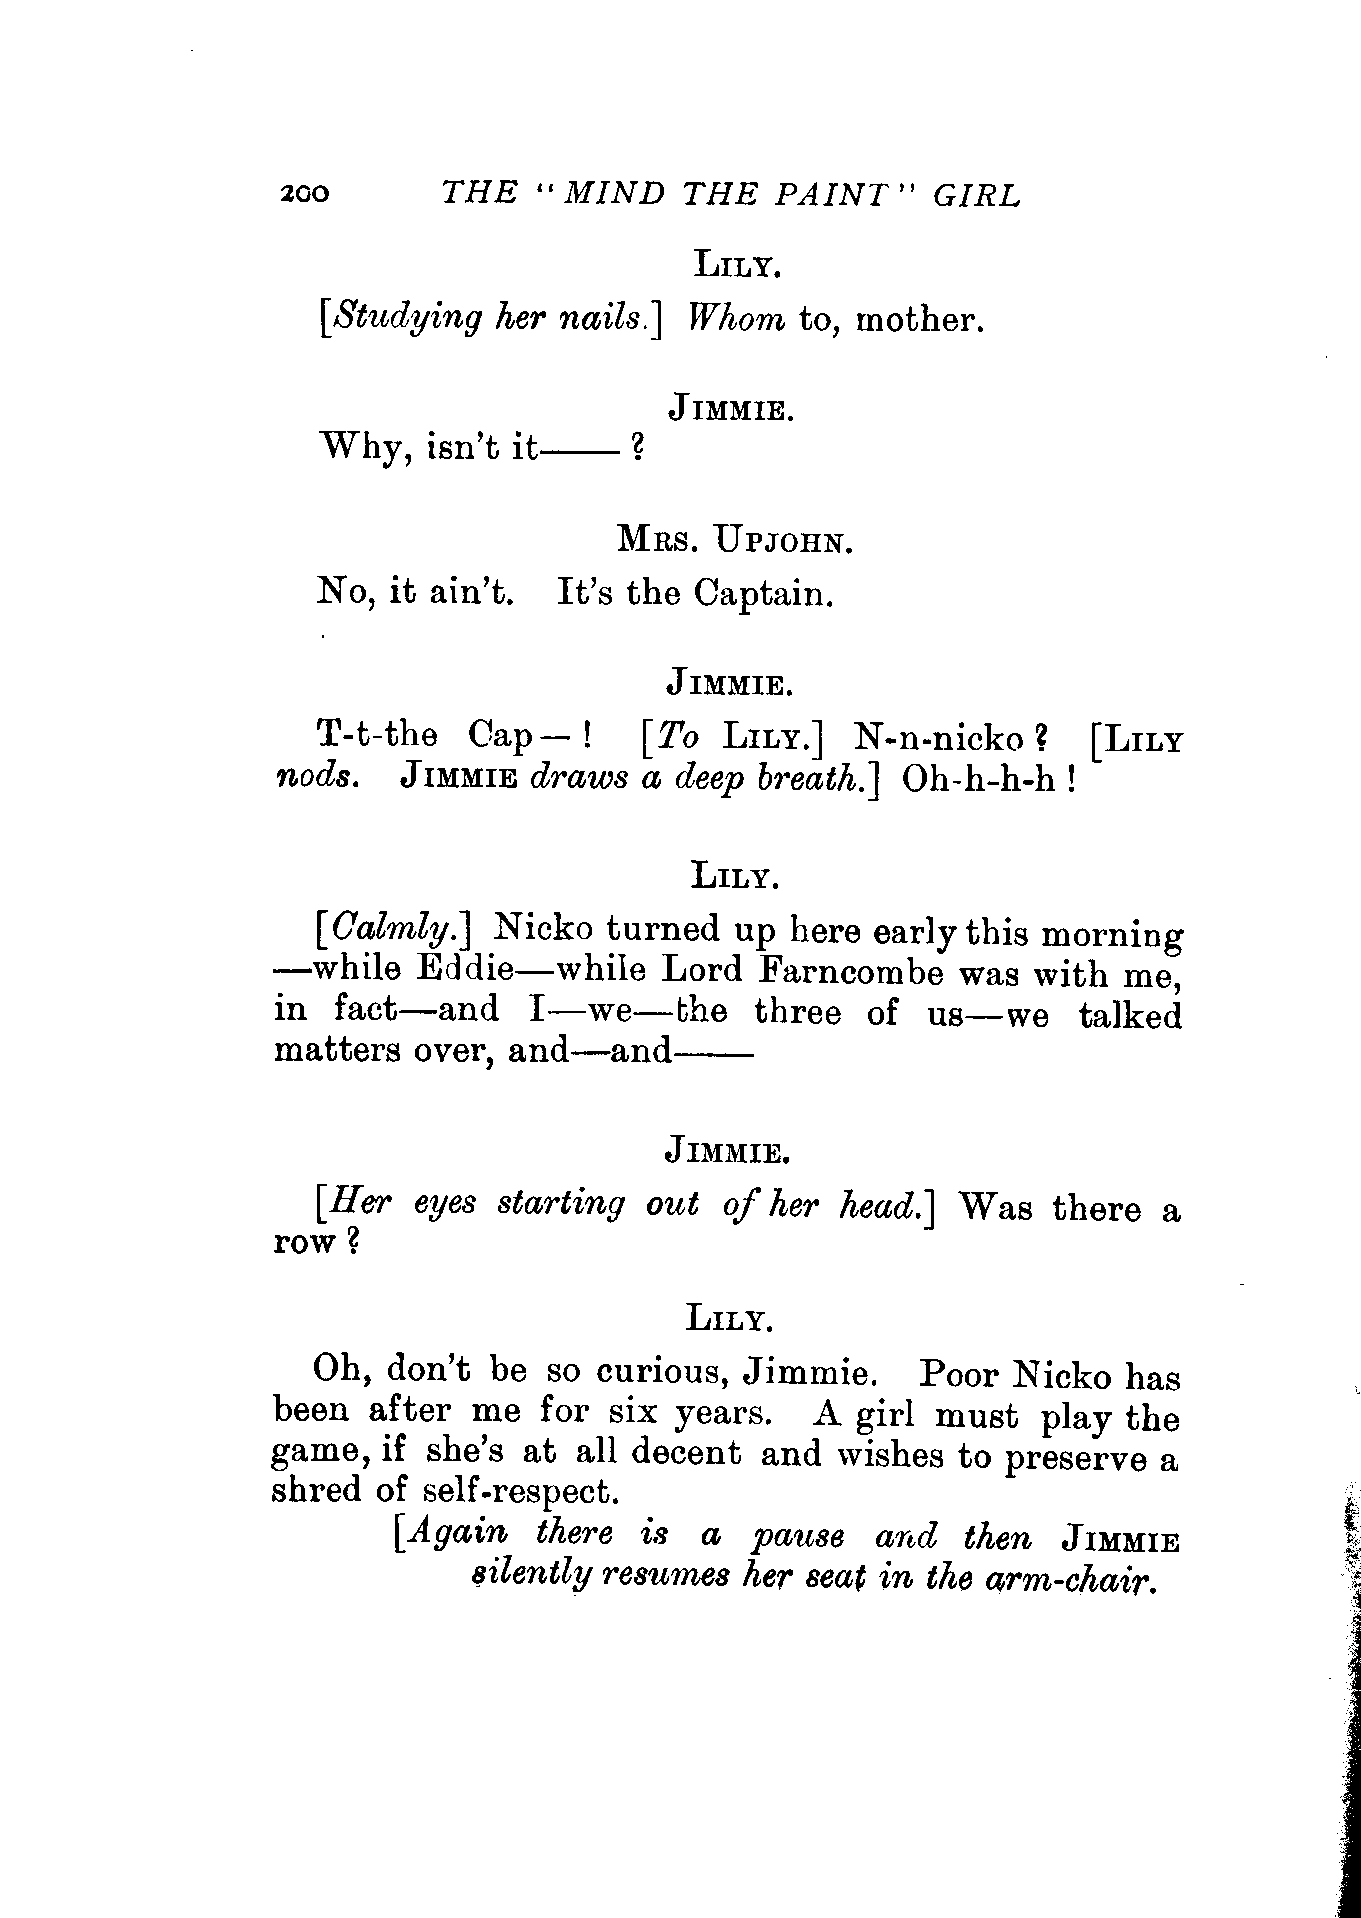 200 THE "MIND THE PAINT" GIRL
LILY.
[Studying her nails.] Whom to, mother.
JIMMIE.
Why, isn't it—— ?
MRS. UPJOHN.
No, it ain't. It's the Captain.
JIMMIE.
T-t-the Cap— ! [To LILY.] N-n-nicko ? [LILY
nods. JIMMIE draws a deep breath.] Oh-h-h-h !
LILY.
[Calmly.] Nicko turned up here early this morning
—while Eddie—while Lord Farncombe was with me,
in fact—and I—we—the three of us—we talked
matters over, and—and——
JIMMIE.
[Her eyes starting out of her head.] Was there a
row ?
LILY.
Oh, don't be so curious, Jimmie. Poor Nicko has
been after me for six years. A girl must play the
game, if she's at all decent and wishes to preserve a
shred of self-respect.
[Again there is a pause and then JIMMIE
silently resumes her seat in the arm-chair.